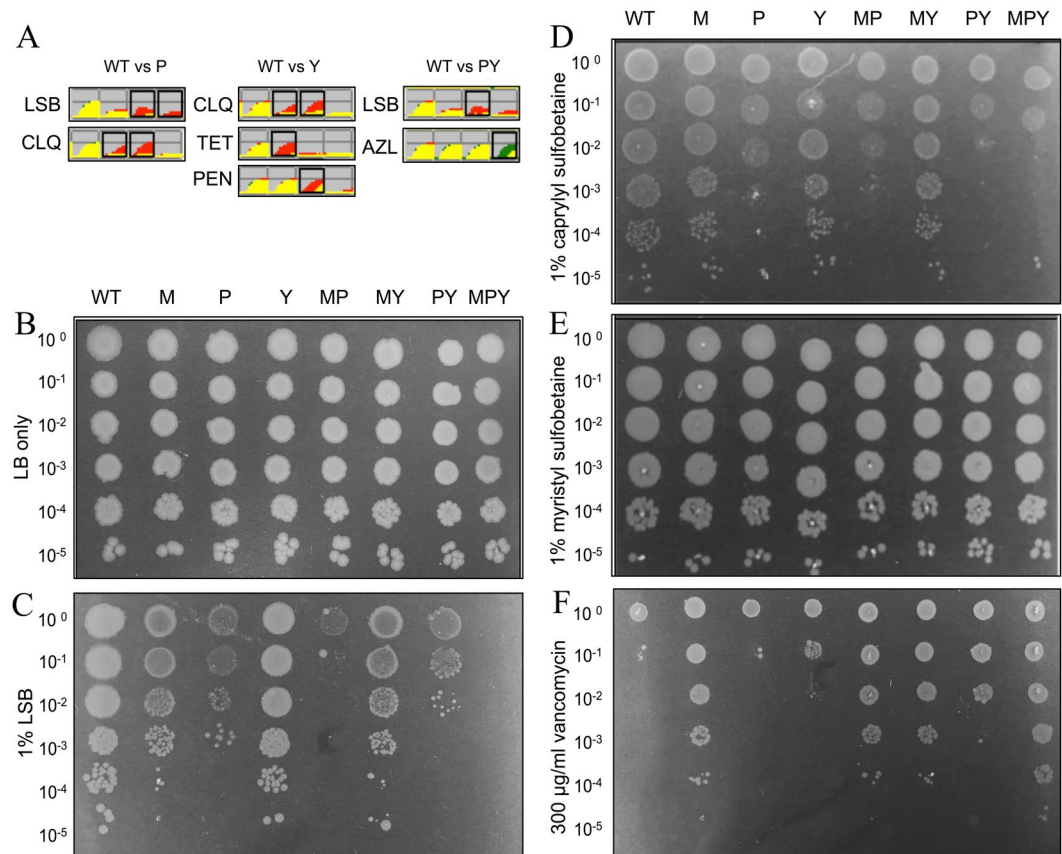 A
WT vs P
WT vs Y
WT vs PY
LSB
CLQ
LSB
CLQ
TET
AZL
PEN
WT M P Y MP MY PY MPY
B
LB only
10 0
10-1
10-2
10-3
10-4
10-5
C
1% LSB
10 0
10-1
10-2
10-3
10-4
10-5
WT M P Y MP MY PY MPY
D
1% caprylyl sulfobetaine
10 0
10-1
10-2
10-3
10-4
10-5
E
1% myristyl sulfobetaine
10 0
10-1
10-2
10-3
10-4
10-5
F
300 µg/ml vancomycin
10 0
10-1
10-2
10-3
10-4
10-5